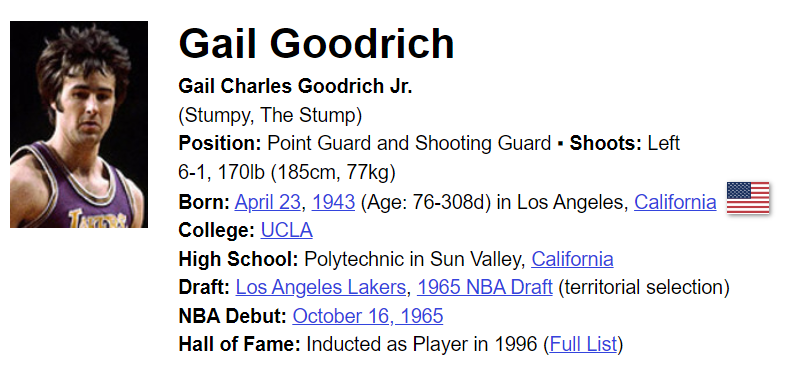 Gail Goodrich
Gail Charles Goodrich Jr.
(Stumpy, The Stump)
Position: Point Guard and Shooting Guard ▪ Shoots: Left
6-1, 170lb (185cm, 77kg)
Born: April 23, 1943 (Age: 76-308d) in Los Angeles, California
College: UCLA
High School: Polytechnic in Sun Valley, California
Draft: Los Angeles Lakers, 1965 NBA Draft (territorial selection)
NBA Debut: October 16, 1965
Hall of Fame: Inducted as Player in 1996 (Full List)
LAKERS